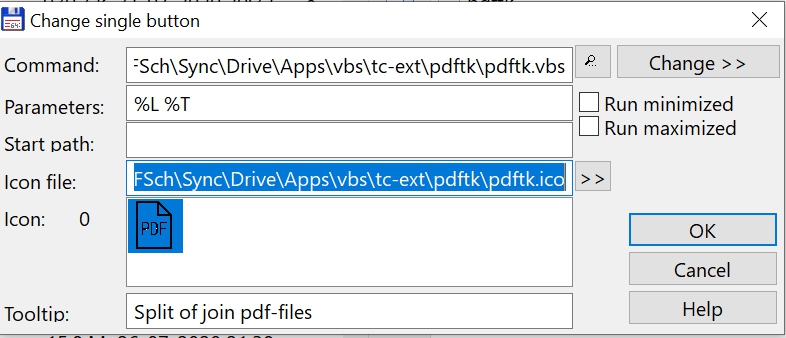 Change single button
Command: FSch\Sync\Drive\Apps\vbs\tc-ext\pdftk\pdftk.vbs Change >>
Parameters: %L %T Run minimized
Run maximized
Start path:
Icon file: FSch\Sync\Drive\Apps\vbs\tc-ext\pdftk\pdftk.ico >>
Icon: 0 PDF
OK
Cancel
Tooltip: Split of join pdf-files Help